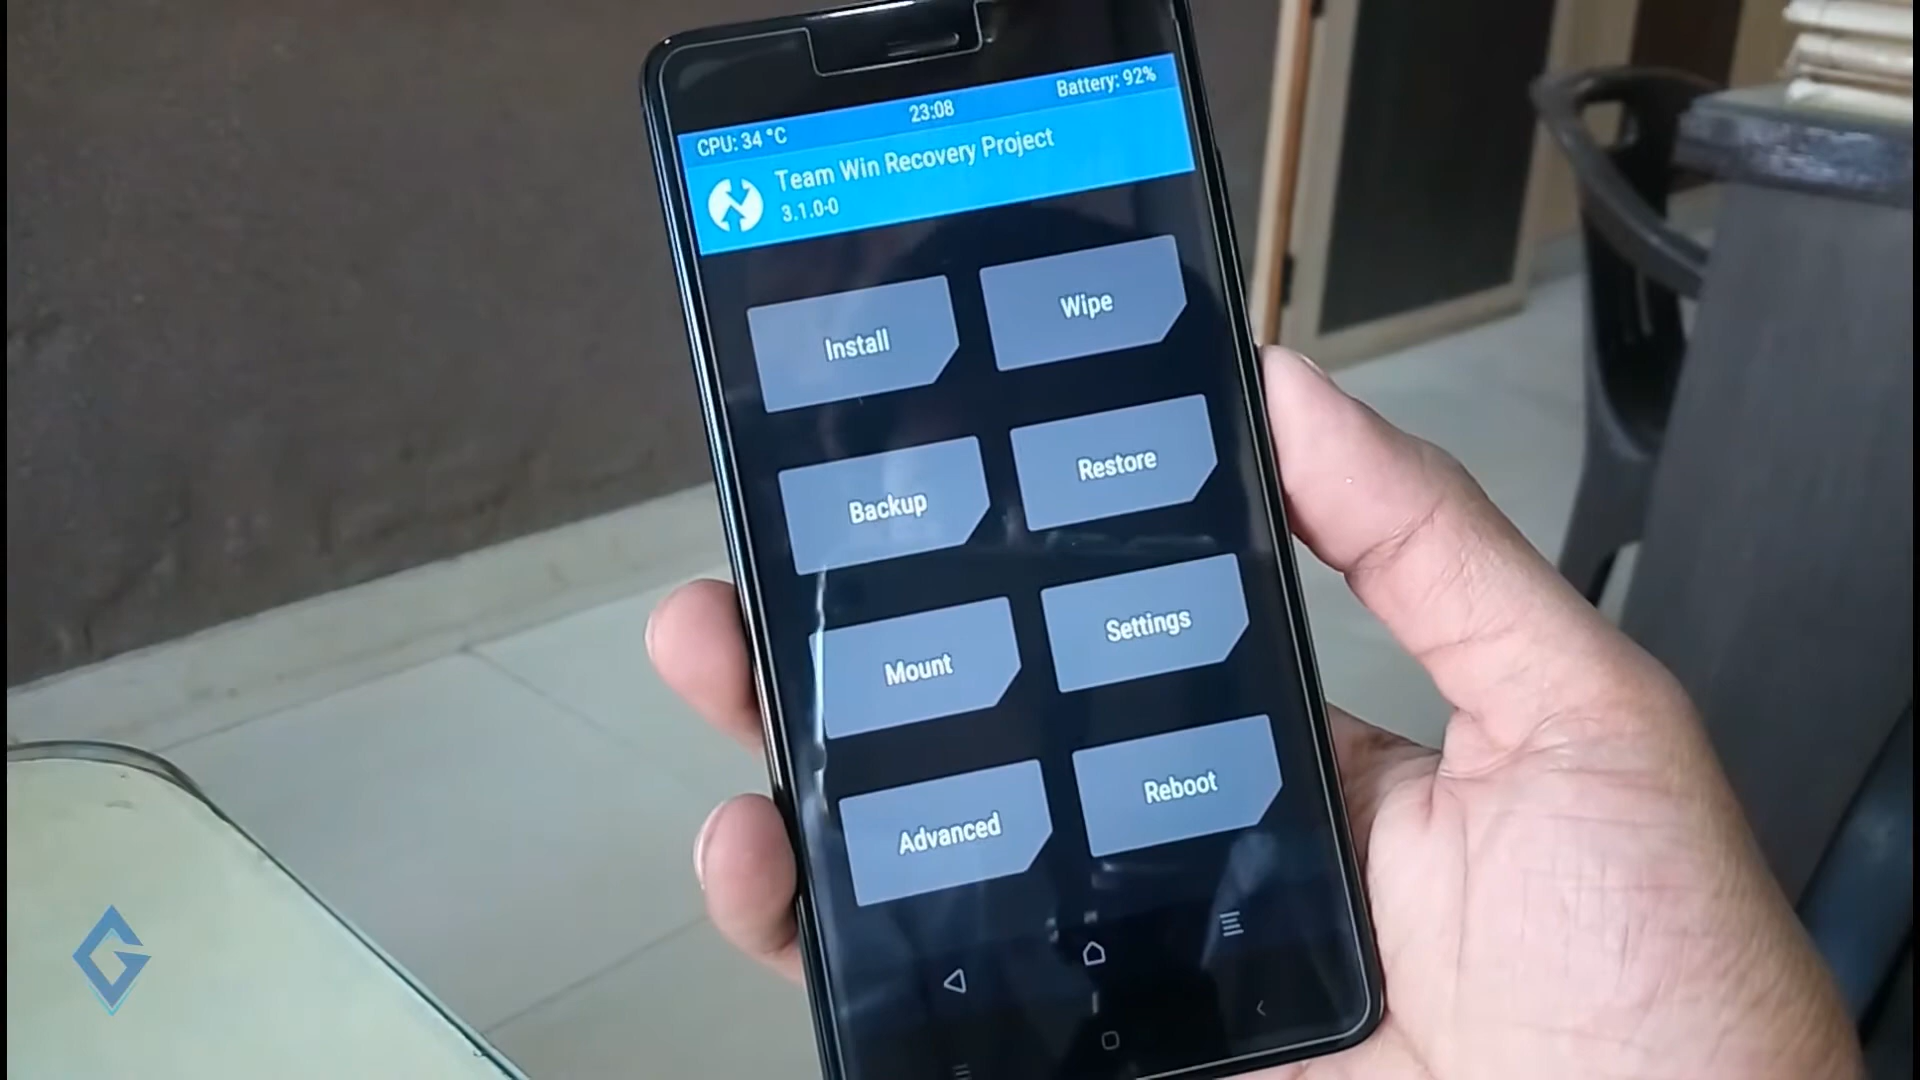 CPU: 34 °C 23:08 Battery: 92%
Team Win Recovery Project
3.1.0-0
Install Wipe
Backup Restore
Mount Settings
Advanced Reboot